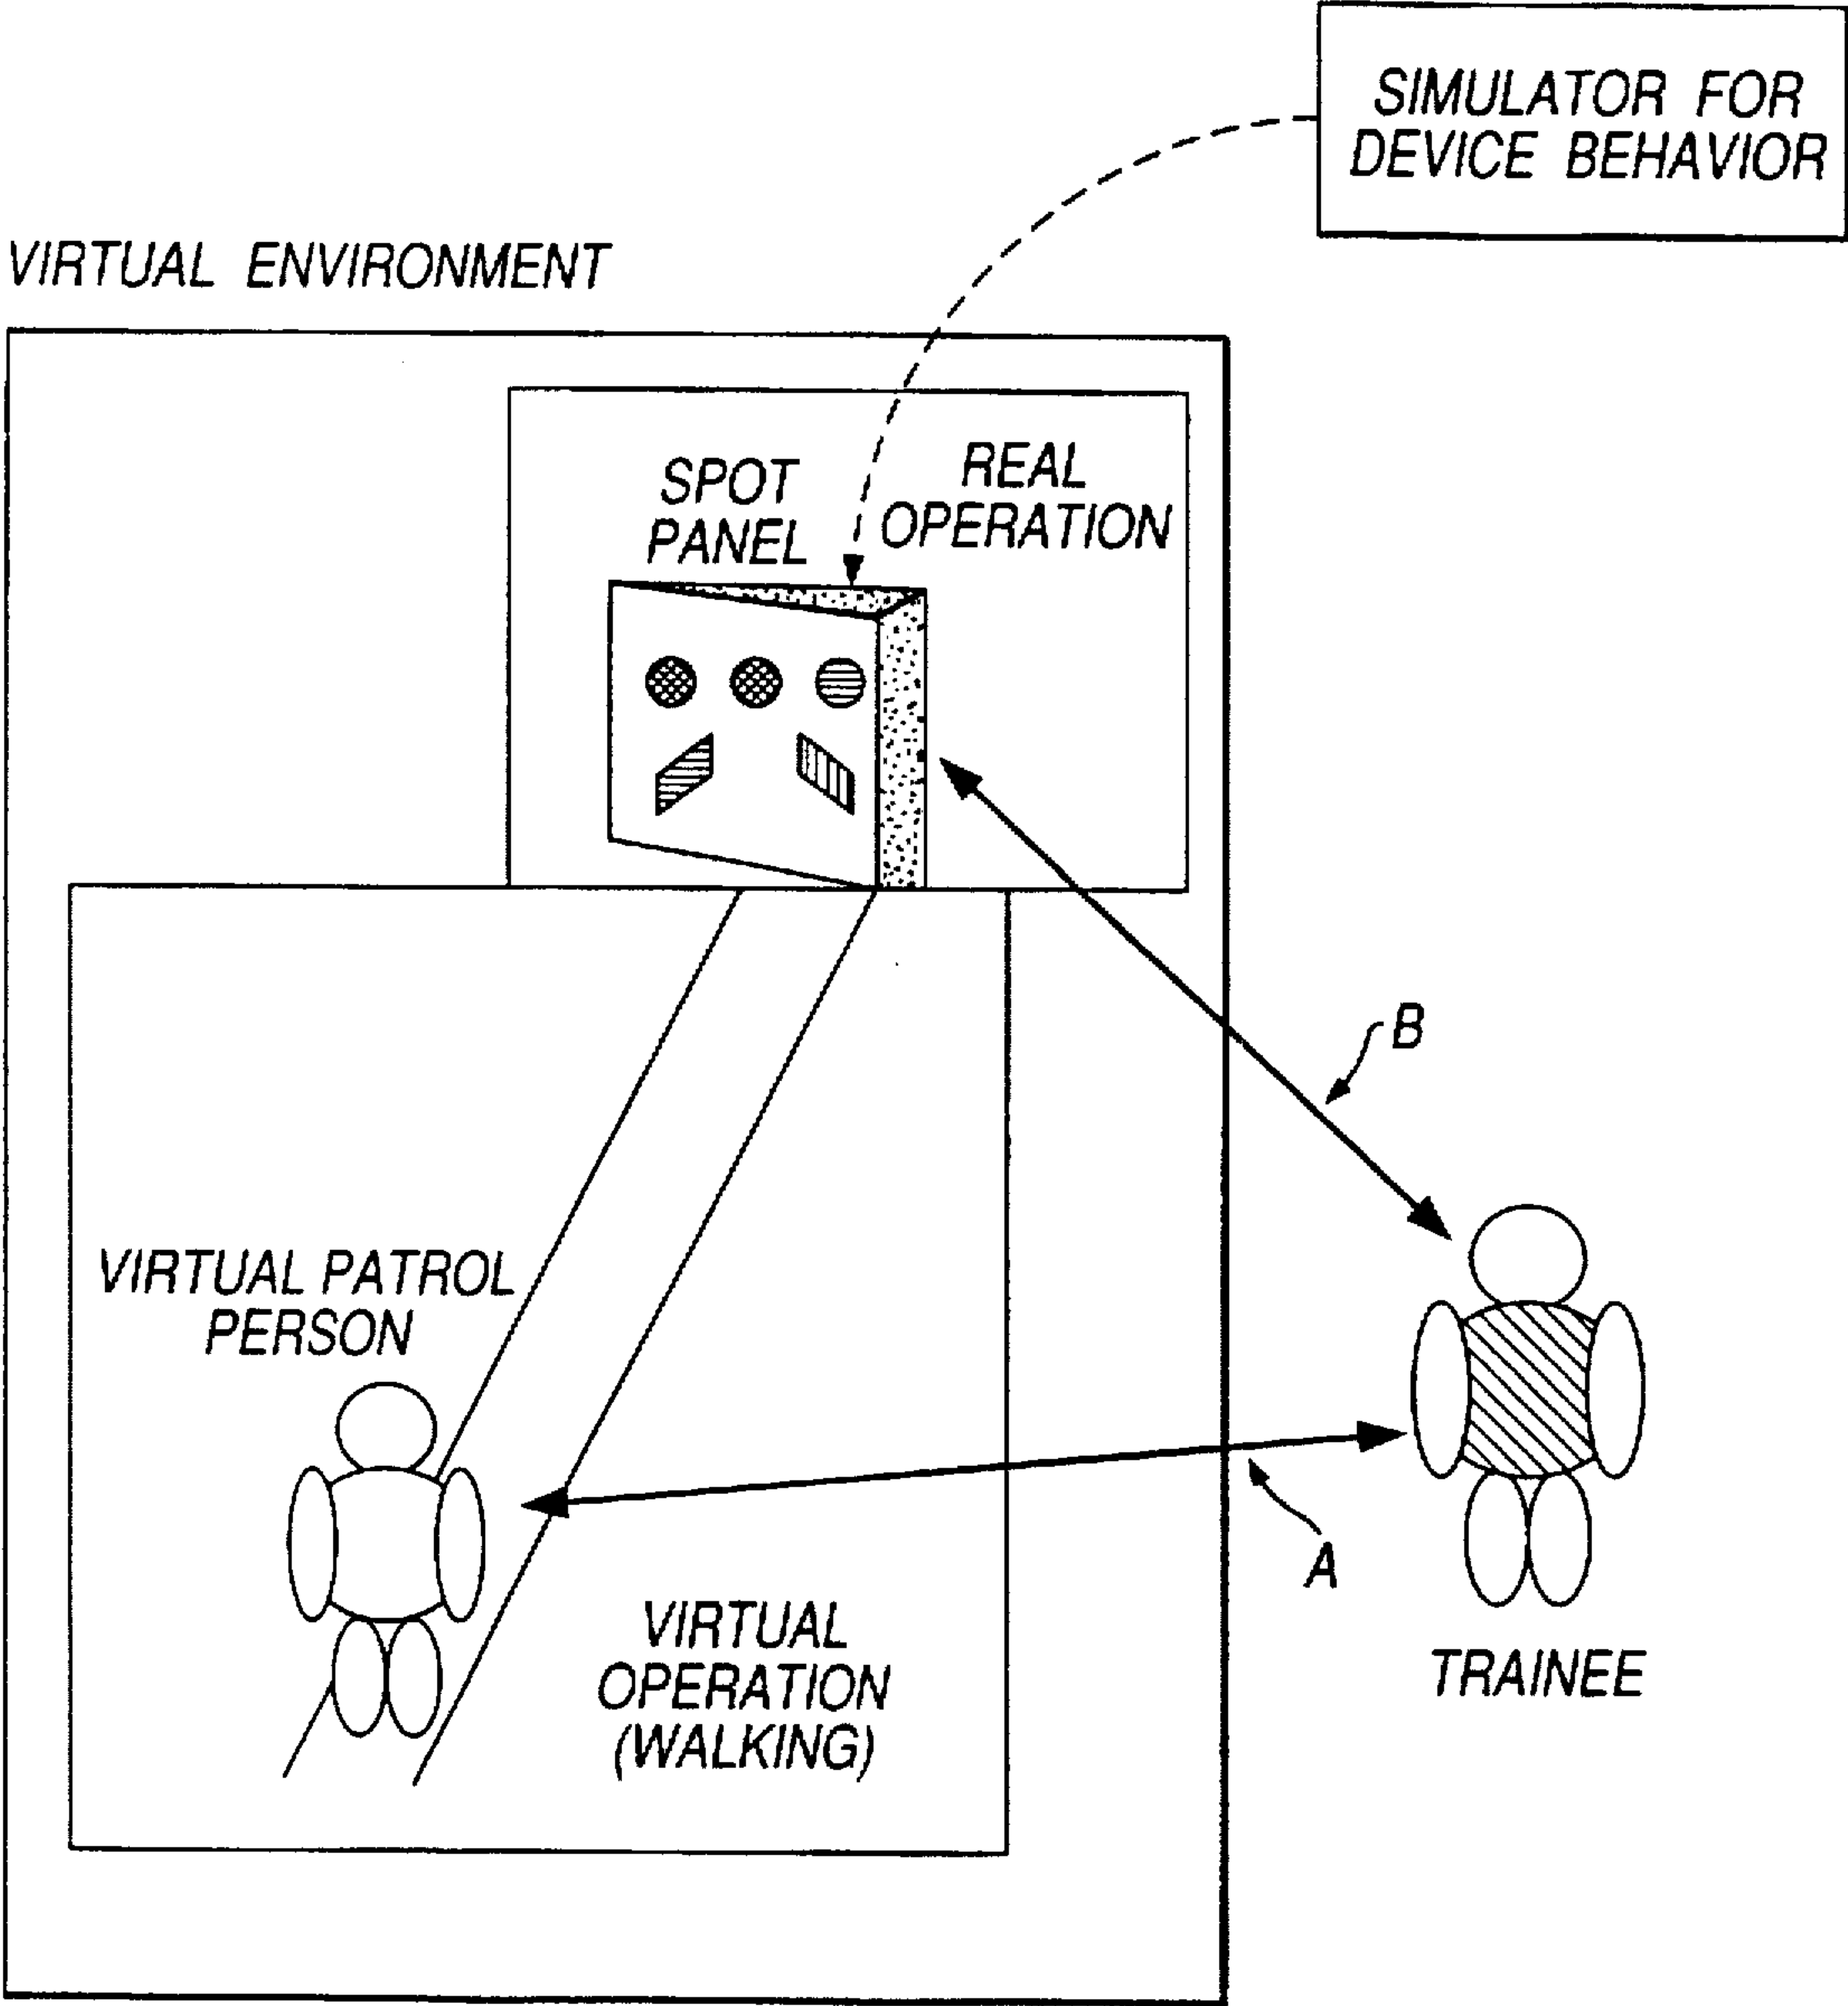 SIMULATOR FOR
DEVICE BEHAVIOR
VIRTUAL ENVIRONMENT
SPOT
PANEL
REAL
OPERATION
B
VIRTUAL PATROL
PERSON
A
VIRTUAL
OPERATION
(WALKING)
TRAINEE